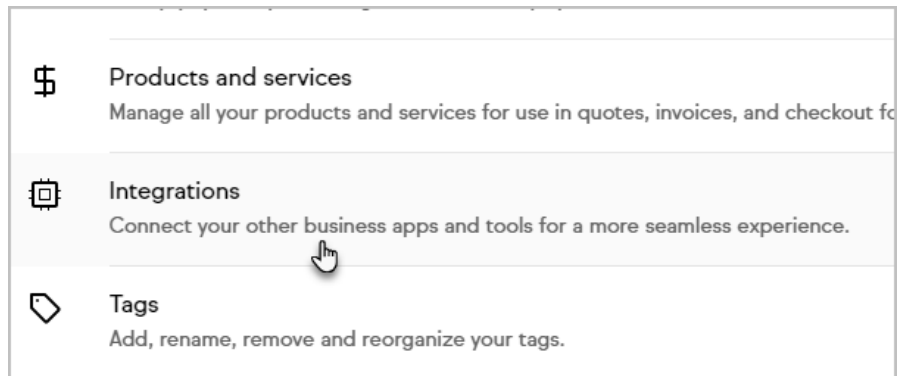 Products and services
Manage all your products and services for use in quotes, invoices, and checkout fo
Integrations
Connect your other business apps and tools for a more seamless experience.
Tags
Add, rename, remove and reorganize your tags.